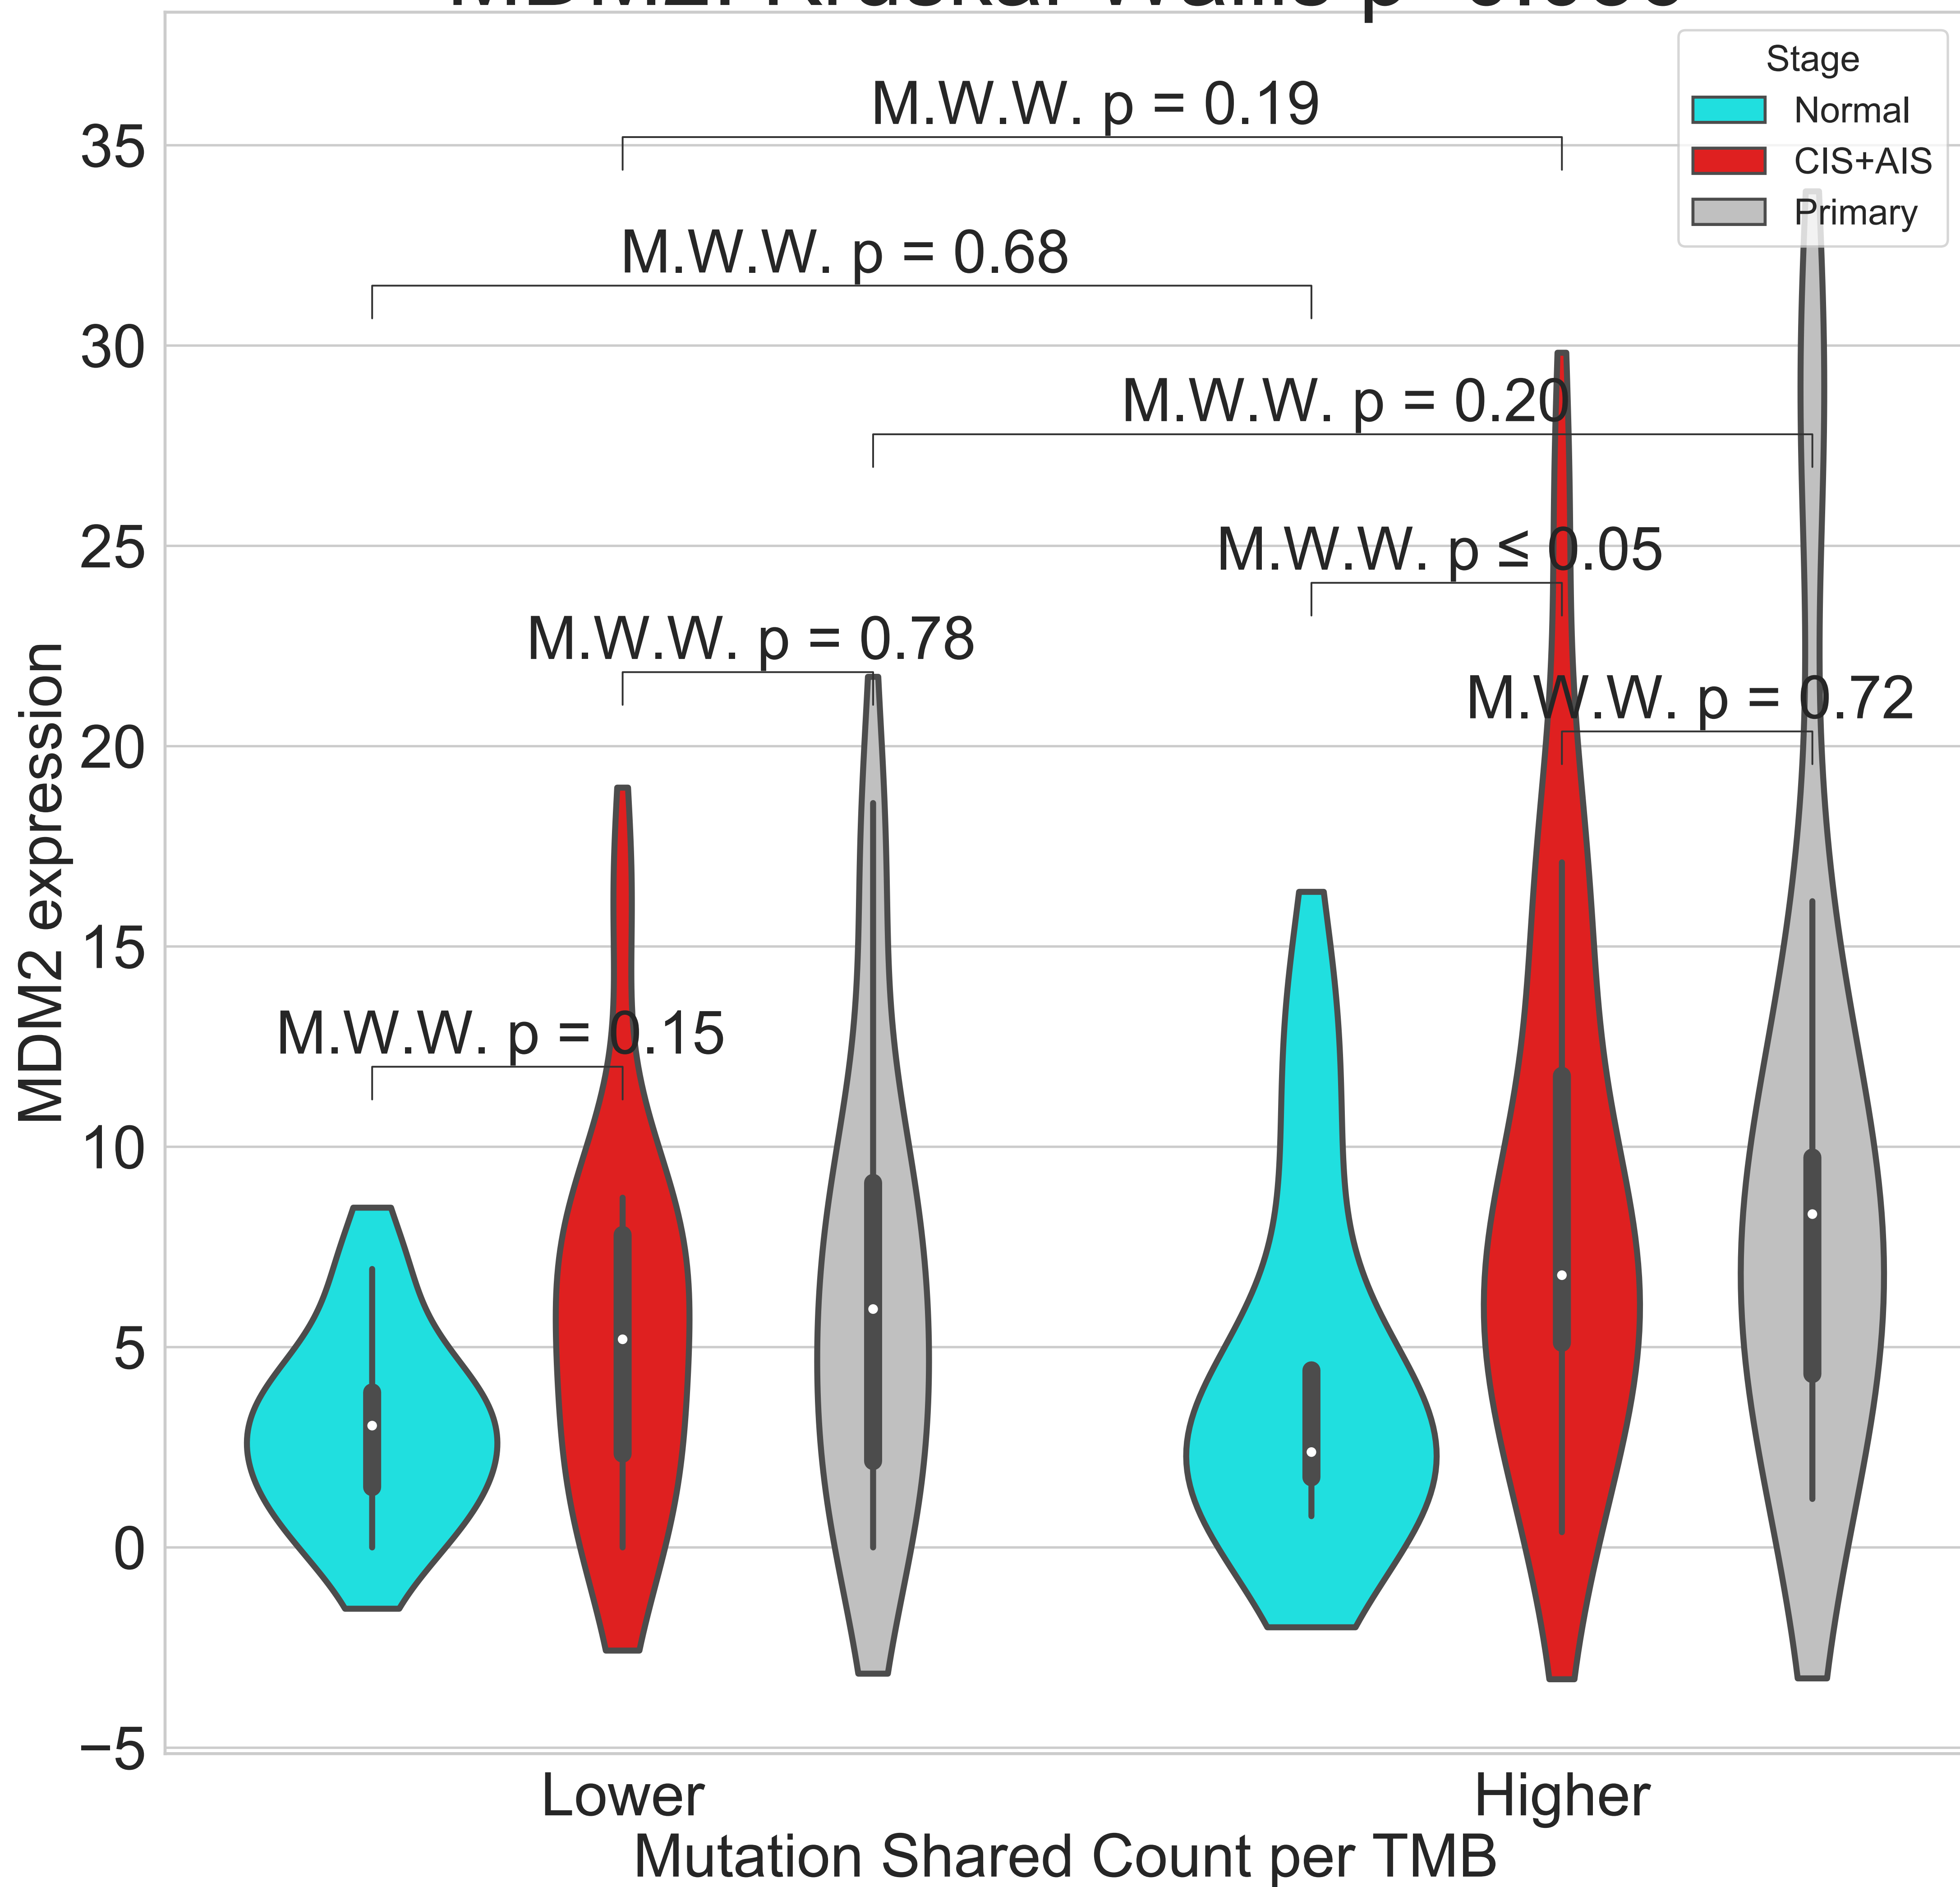 Stage
Normal
CIS+AIS
Primary
M.W.W. p = 0.19
M.W.W. p = 0.68
M.W.W. p = 0.20
M.W.W. p ≤ 0.05
M.W.W. p = 0.78
M.W.W. p = 0.72
M.W.W. p = 0.15
35
30
25
20
15
10
5
0
−5
MDM2 expression
Lower
Higher
Mutation Shared Count per TMB